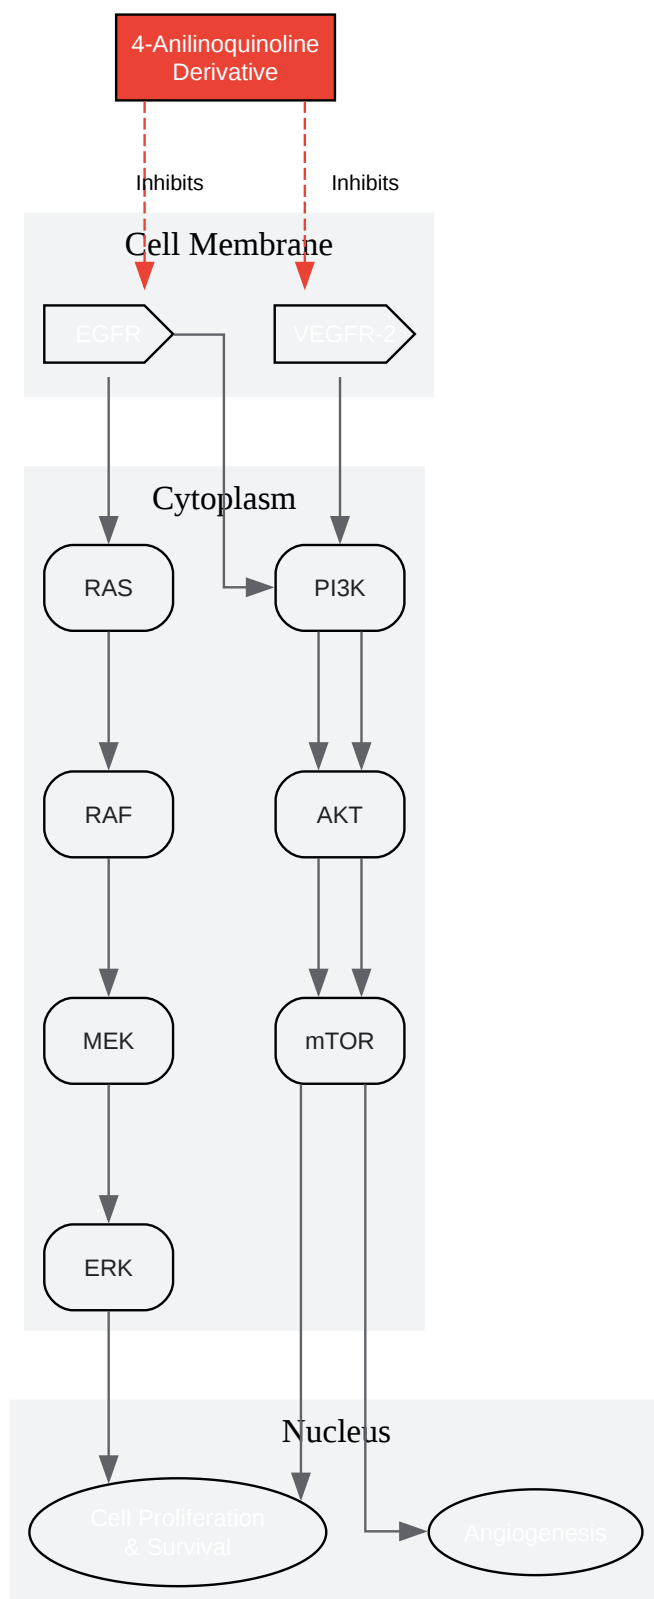 4-Anilinoquinoline
Derivative
Inhibits
Inhibits
Cell Membrane
EGFR
VEGFR-2
Cytoplasm
RAS
PI3K
RAF
AKT
MEK
mTOR
ERK
Nucleus
Cell Proliferation
& Survival
Angiogenesis